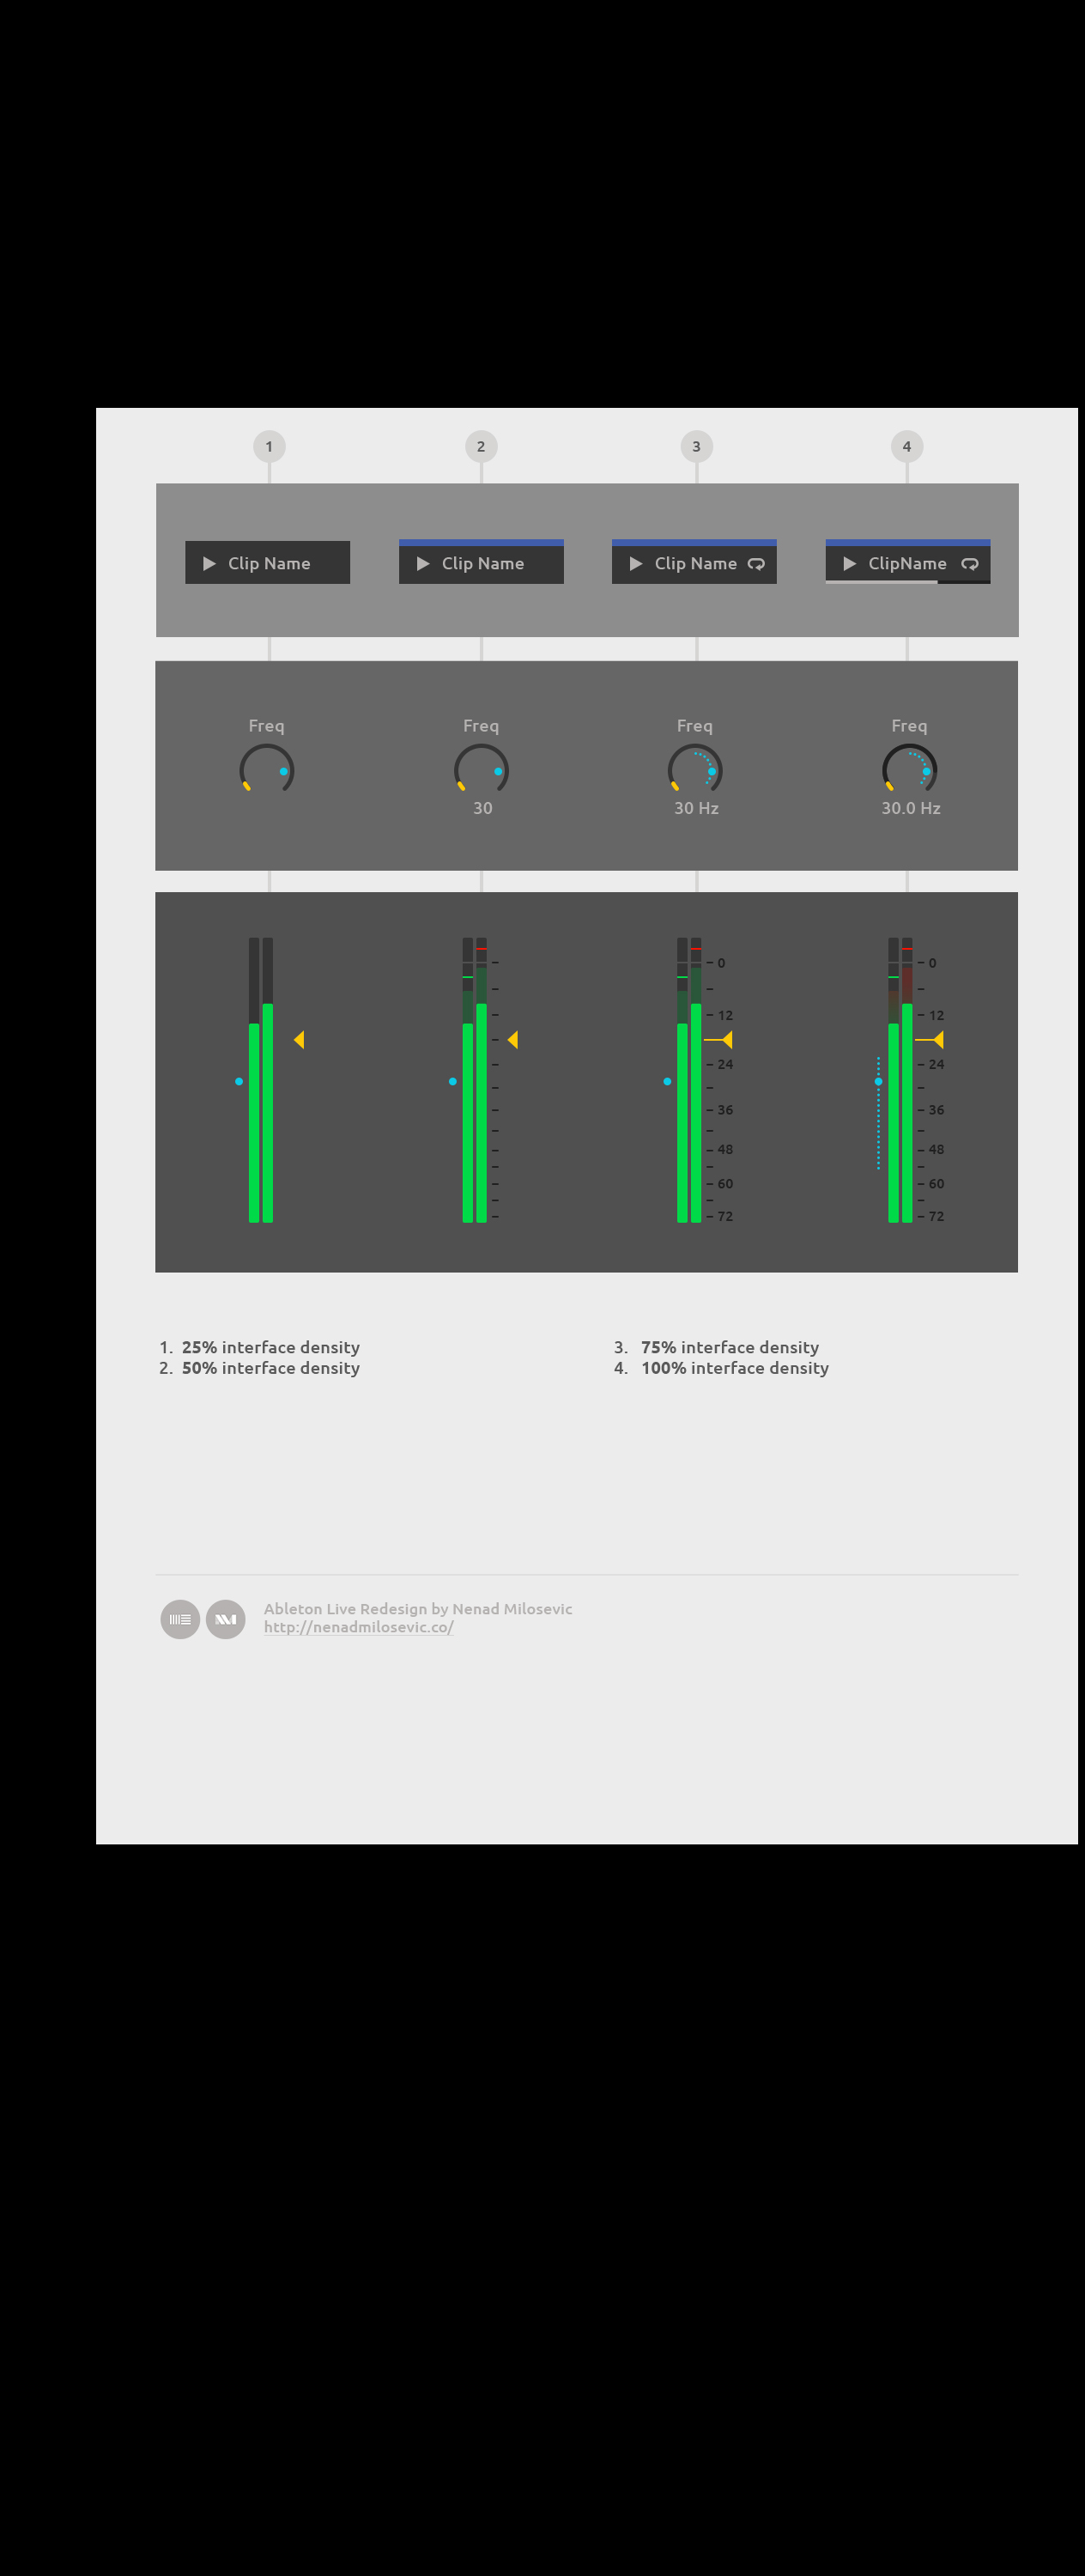 1 2 3 4
Clip Name Clip Name Clip Name ClipName
Freq Freq Freq Freq
30 30 Hz 30.0 Hz
0 0
12 12
24 24
36 36
48 48
60 60
72 72
1. 25% interface density
2. 50% interface density
3. 75% interface density
4. 100% interface density
Ableton Live Redesign by Nenad Milosevic
http://nenadmilosevic.co/